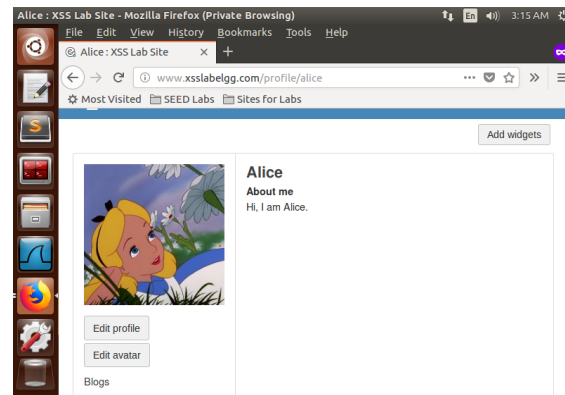 Alice : XSS Lab Site - Mozilla Firefox (Private Browsing) En 3:15 AM
File Edit View History Bookmarks Tools Help
Alice : XSS Lab Site × +
www.xsslabelgg.com/profile/alice
Most Visited SEED Labs Sites for Labs
Add widgets
Alice
About me
Hi, I am Alice.
Edit profile
Edit avatar
Blogs